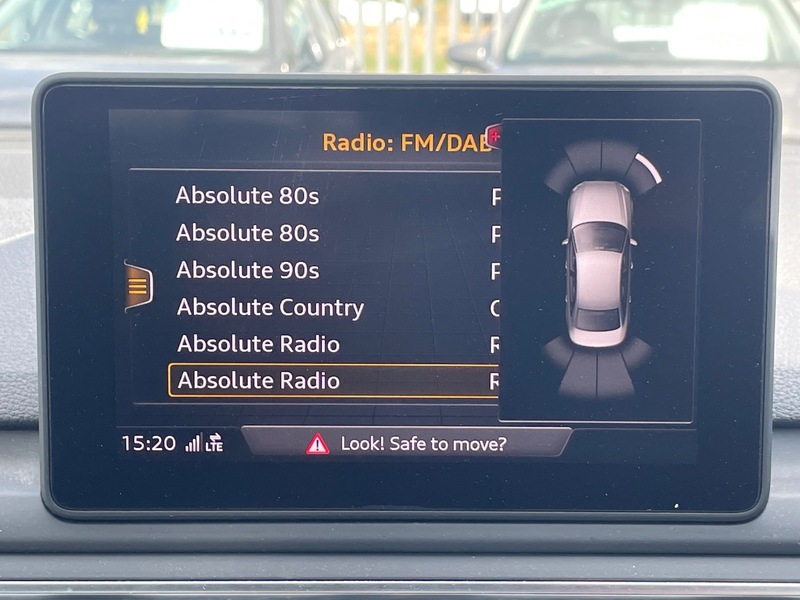 Radio: FM/DAB
Absolute 80s P
Absolute 80s P
Absolute 90s P
Absolute Country
Absolute Radio R
Absolute Radio R
15:20 LTE Look! Safe to move?